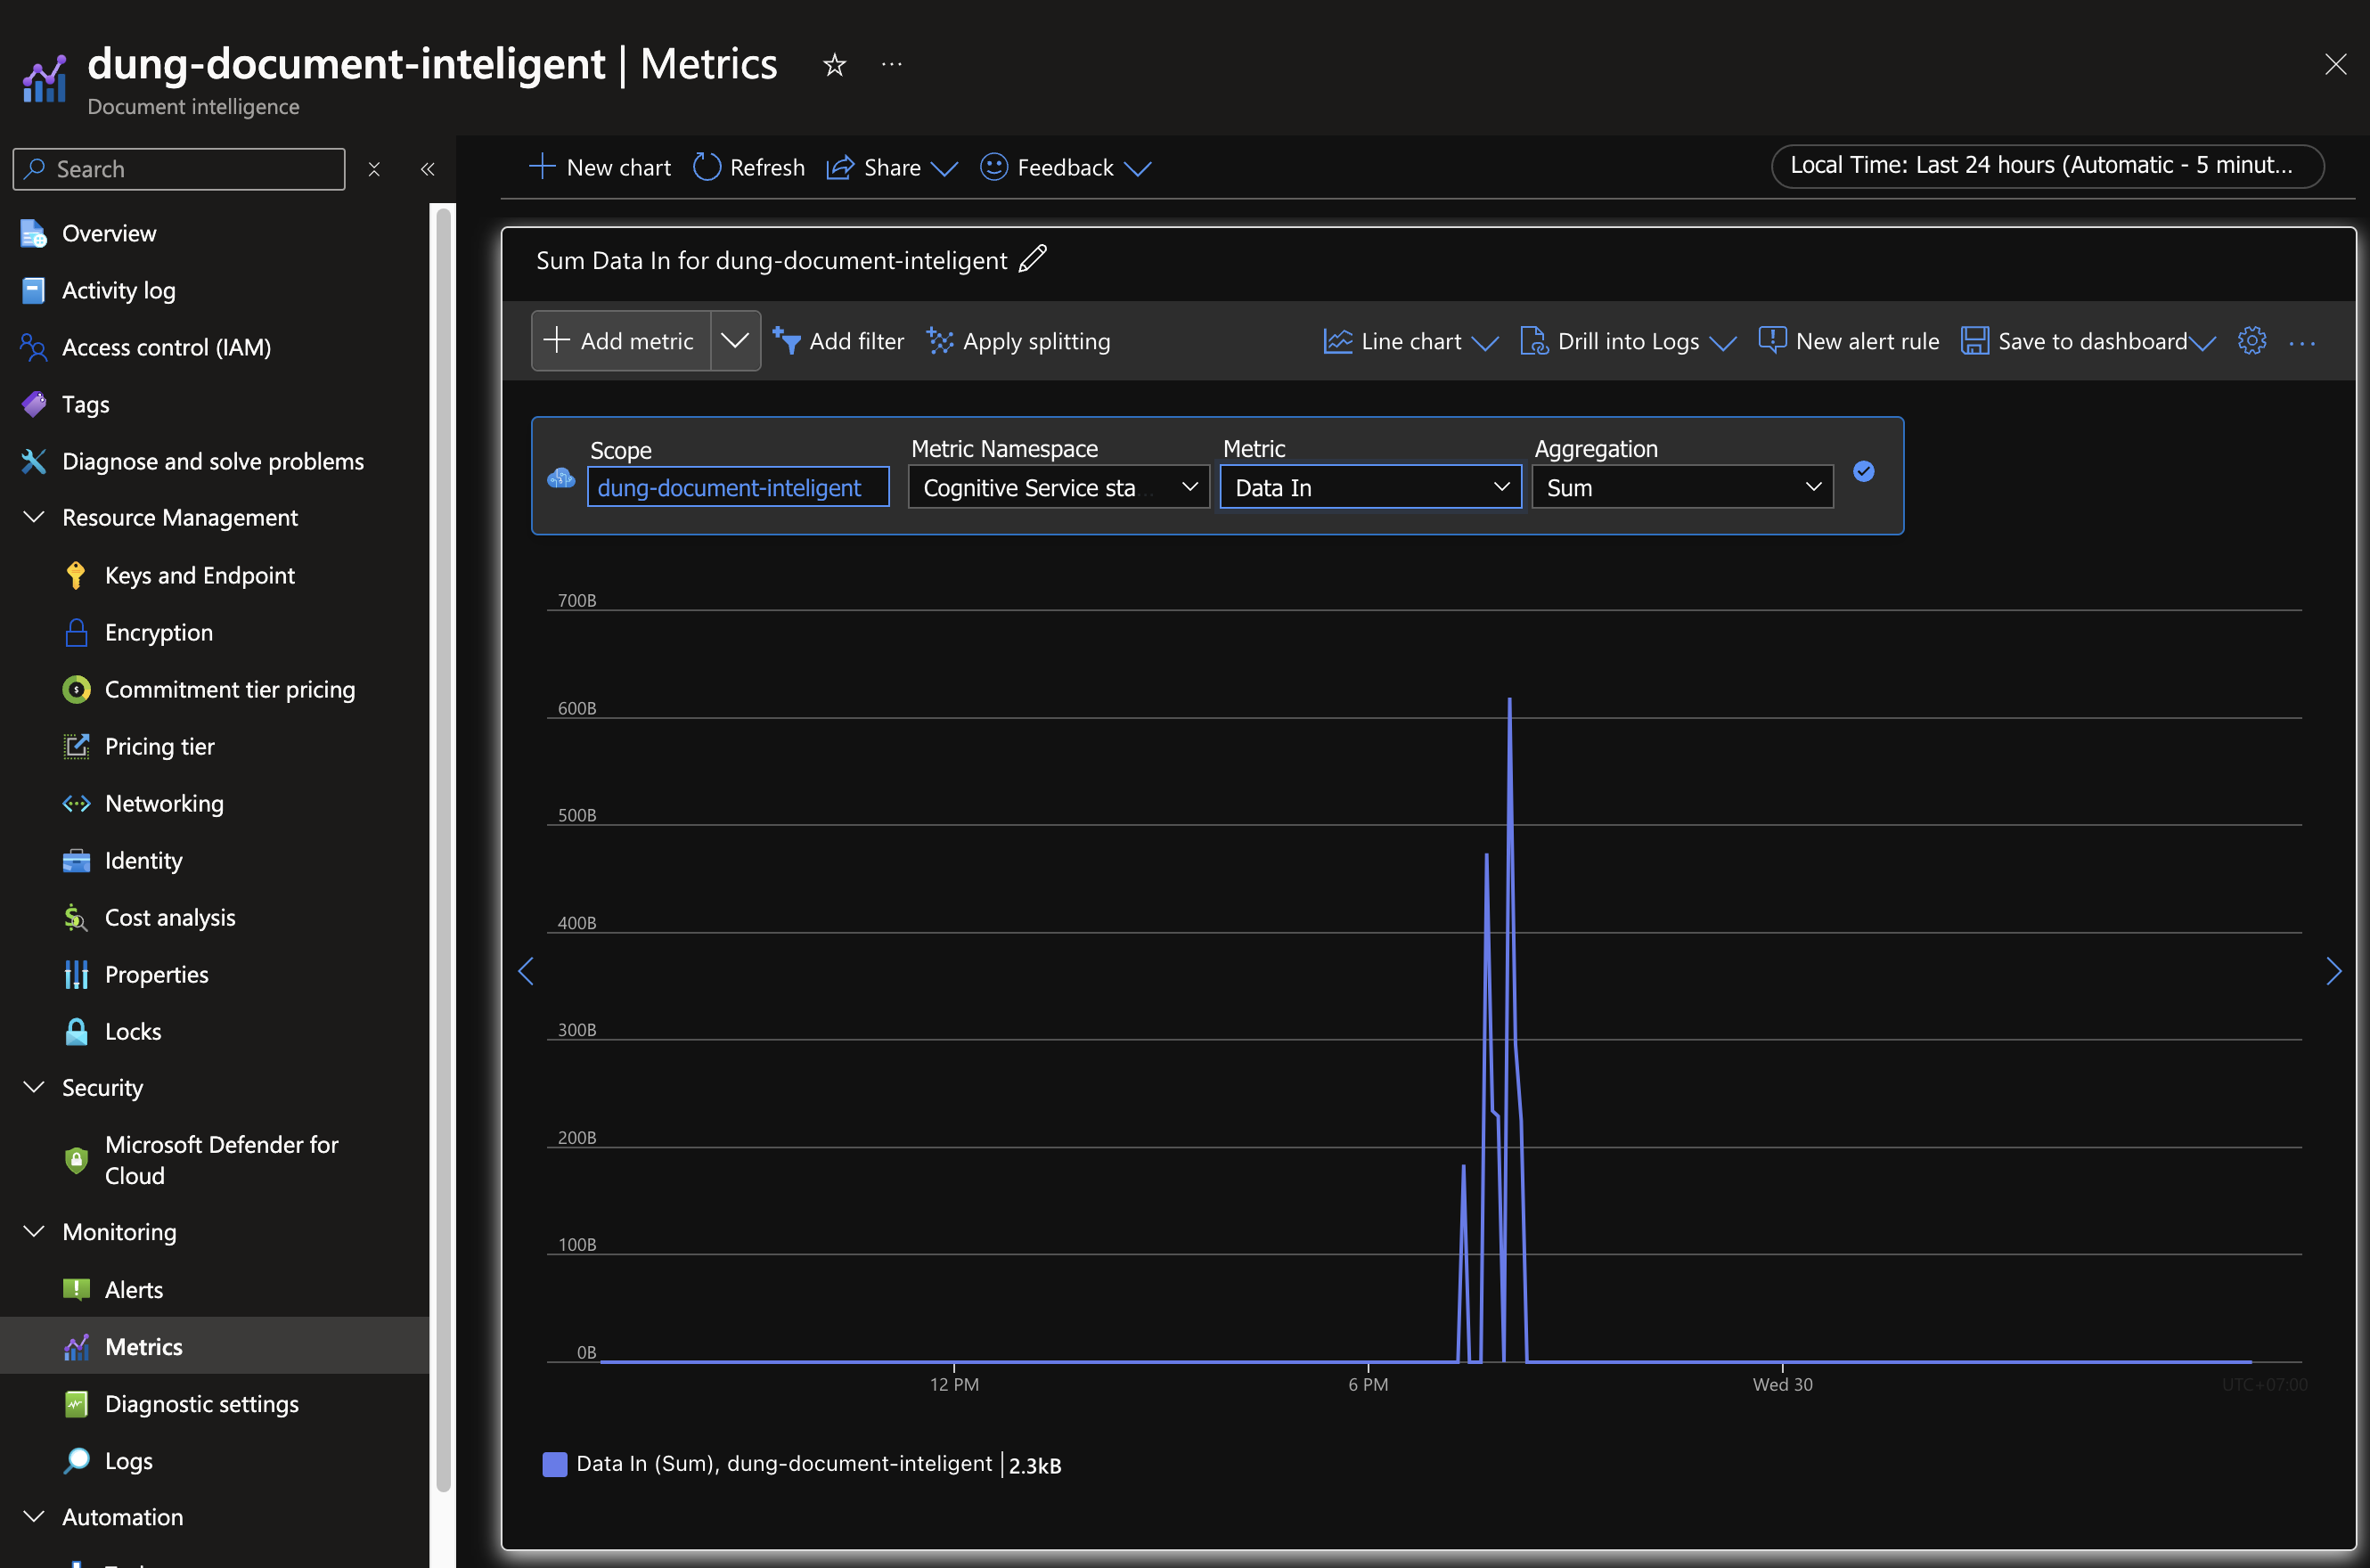 dung-document-inteligent | Metrics
Document intelligence
Search
New chart
Refresh
Share
Feedback
Local Time: Last 24 hours (Automatic - 5 minut...
Overview
Activity log
Access control (IAM)
Tags
Diagnose and solve problems
Resource Management
Keys and Endpoint
Encryption
Commitment tier pricing
Pricing tier
Networking
Identity
Cost analysis
Properties
Locks
Security
Microsoft Defender for
Cloud
Monitoring
Alerts
Metrics
Diagnostic settings
Logs
Automation
Sum Data In for dung-document-inteligent
Add metric
Add filter
Apply splitting
Line chart
Drill into Logs
New alert rule
Save to dashboard
Scope
dung-document-inteligent
Metric Namespace
Cognitive Service sta
Metric
Data In
Aggregation
Sum
700B
600B
500B
400B
300B
200B
100B
0B
12 PM
6 PM
Wed 30
UTC+07:00
Data In (Sum), dung-document-inteligent | 2.3kB